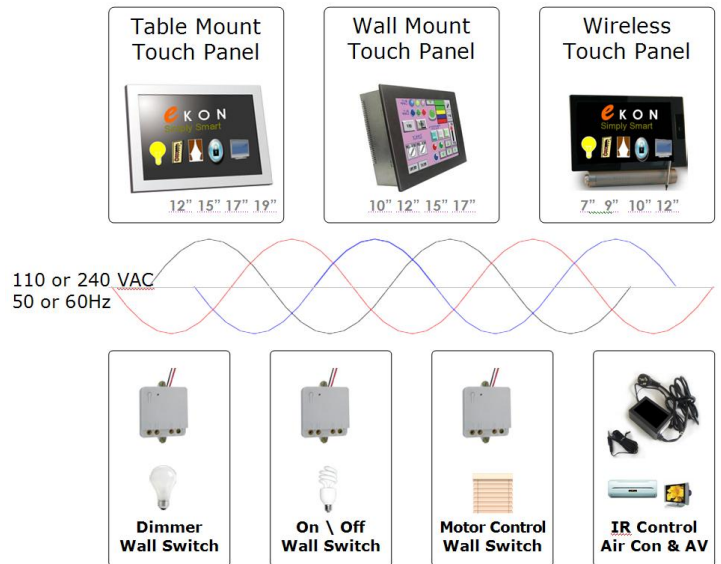 Table Mount
Touch Panel
eKON
Simply Smart
12” 15” 17” 19”
Wall Mount
Touch Panel
10” 12” 15” 17”
Wireless
Touch Panel
eKON
Simply Smart
7” 9” 10” 12”
110 or 240 VAC
50 or 60Hz
Dimmer
Wall Switch
On \ Off
Wall Switch
Motor Control
Wall Switch
IR Control
Air Con & AV